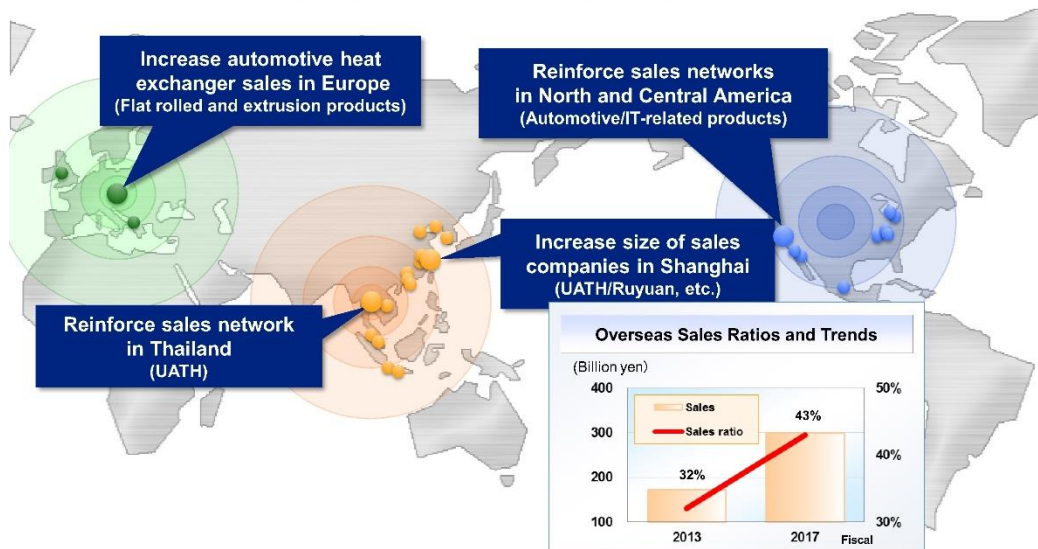 Increase automotive heat
exchanger sales in Europe
(Flat rolled and extrusion products)
Reinforce sales networks
in North and Central America
(Automotive/IT-related products)
Increase size of sales
companies in Shanghai
(UATH/Ruyuan, etc.)
Reinforce sales network
in Thailand
(UATH)
Overseas Sales Ratios and Trends
(Billion yen)
400
300
200
100
50%
40%
30%
Sales
Sales ratio
32%
43%
2013
2017
Fiscal